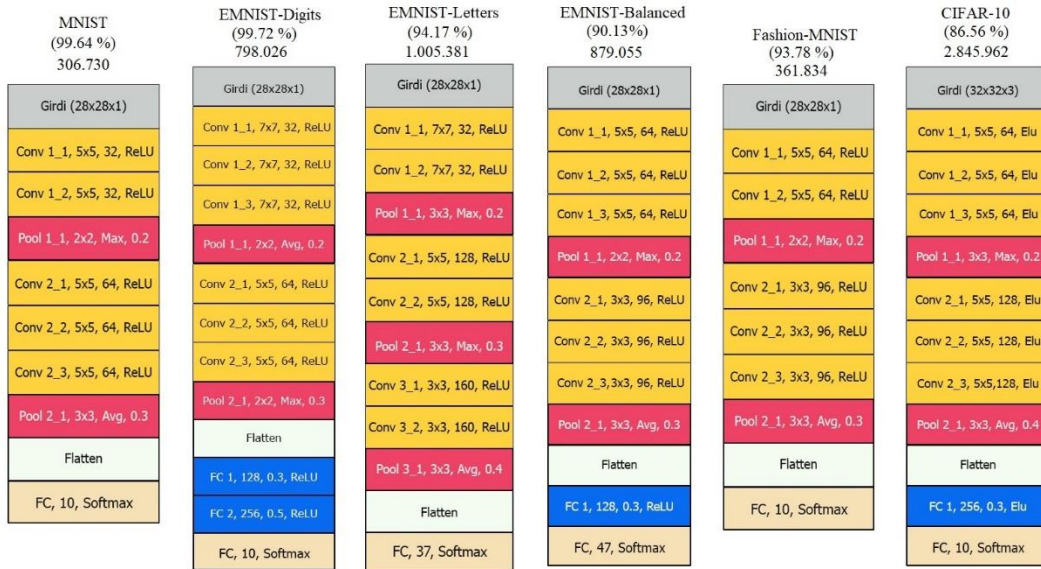 MNIST
(99.64 %)
306.730
Girdi (28x28x1)
Conv 1_1, 5x5, 32, ReLU
Conv 1_2, 5x5, 32, ReLU
Pool 1_1, 2x2, Max, 0.2
Conv 2_1, 5x5, 64, ReLU
Conv 2_2, 5x5, 64, ReLU
Conv 2_3, 5x5, 64, ReLU
Pool 2_1, 3x3, Avg, 0.3
Flatten
FC, 10, Softmax
EMNIST-Digits
(99.72 %)
798.026
Girdi (28x28x1)
Conv 1_1, 7x7, 32, ReLU
Conv 1_2, 7x7, 32, ReLU
Conv 1_3, 7x7, 32, ReLU
Pool 1_1, 2x2, Avg, 0.2
Conv 2_1, 5x5, 64, ReLU
Conv 2_2, 5x5, 64, ReLU
Conv 2_3, 5x5, 64, ReLU
Pool 2_1, 2x2, Max, 0.3
Flatten
FC 1, 128, 0.3, ReLU
FC 2, 256, 0.5, ReLU
FC, 10, Softmax
EMNIST-Letters
(94.17 %)
1.005.381
Girdi (28x28x1)
Conv 1_1, 7x7, 32, ReLU
Conv 1_2, 7x7, 32, ReLU
Pool 1_1, 3x3, Max, 0.2
Conv 2_1, 5x5, 128, ReLU
Conv 2_2, 5x5, 128, ReLU
Pool 2_1, 3x3, Max, 0.3
Conv 3_1, 3x3, 160, ReLU
Conv 3_2, 3x3, 160, ReLU
Pool 3_1, 3x3, Avg, 0.4
Flatten
FC, 37, Softmax
EMNIST-Balanced
(90.13%)
879.055
Girdi (28x28x1)
Conv 1_1, 5x5, 64, ReLU
Conv 1_2, 5x5, 64, ReLU
Conv 1_3, 5x5, 64, ReLU
Pool 1_1, 2x2, Max, 0.2
Conv 2_1, 3x3, 96, ReLU
Conv 2_2, 3x3, 96, ReLU
Conv 2_3,3x3, 96, ReLU
Pool 2_1, 3x3, Avg, 0.3
Flatten
FC 1, 128, 0.3, ReLU
FC, 47, Softmax
Fashion-MNIST
(93.78 %)
361.834
Girdi (28x28x1)
Conv 1_1, 5x5, 64, ReLU
Conv 1_2, 5x5, 64, ReLU
Pool 1_1, 2x2, Max, 0.2
Conv 2_1, 3x3, 96, ReLU
Conv 2_2, 3x3, 96, ReLU
Conv 2_3, 3x3, 96, ReLU
Pool 2_1, 3x3, Avg, 0.3
Flatten
FC, 10, Softmax
CIFAR-10
(86.56 %)
2.845.962
Girdi (32x32x3)
Conv 1_1, 5x5, 64, Elu
Conv 1_2, 5x5, 64, Elu
Conv 1_3, 5x5, 64, Elu
Pool 1_1, 3x3, Max, 0.2
Conv 2_1, 5x5, 128, Elu
Conv 2_2, 5x5, 128, Elu
Conv 2_3, 5x5,128, Elu
Pool 2_1, 3x3, Avg, 0.4
Flatten
FC 1, 256, 0.3, Elu
FC, 10, Softmax